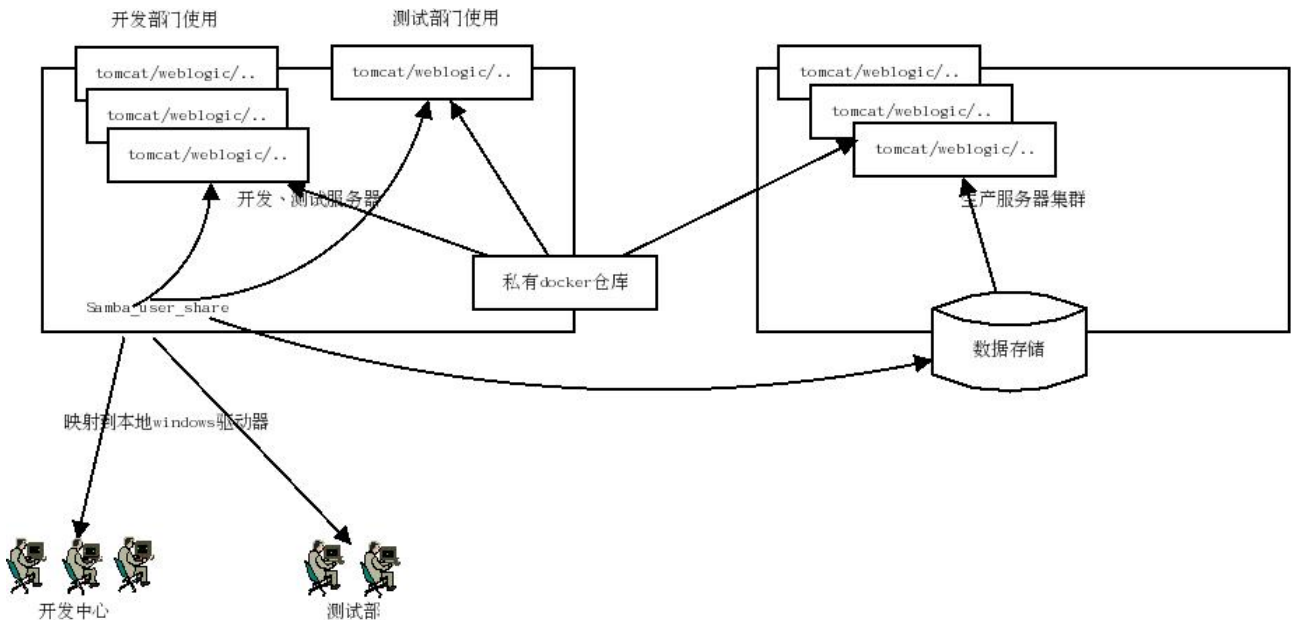 开发部门使用
测试部门使用
tomcat/weblogic/..
tomcat/weblogic/..
tomcat/weblogic/..
tomcat/weblogic/..
tomcat/weblogic/..
tomcat/weblogic/..
tomcat/weblogic/..
开发、测试服务器
生产服务器集群
私有docker仓库
Samba_user_share
数据存储
映射到本地windows驱动器
开发中心
测试部